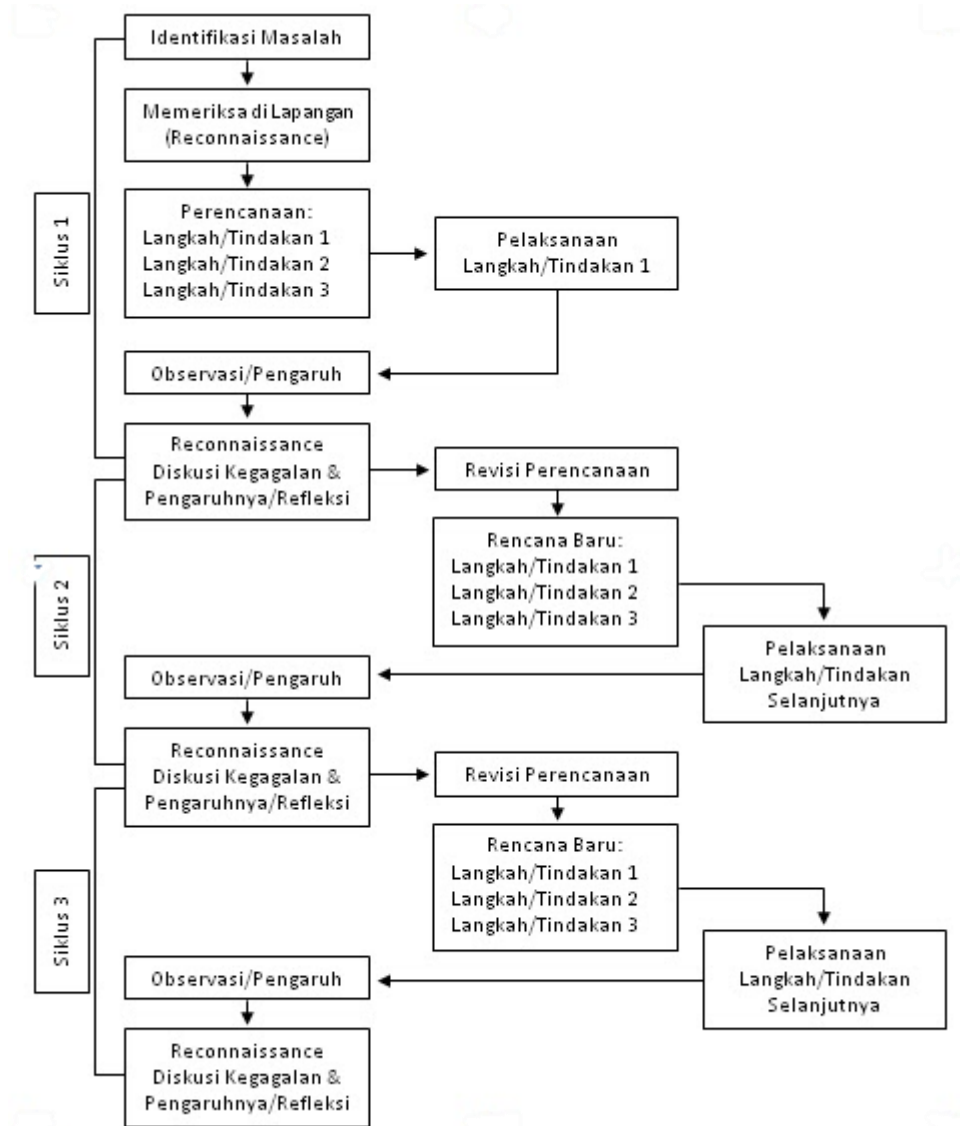 Identifikasi Masalah
Memeriksa di Lapangan
(Reconnaissance)
Siklus 1
Perencanaan:
Langkah/Tindakan 1
Langkah/Tindakan 2
Langkah/Tindakan 3
Pelaksanaan
Langkah/Tindakan 1
Observasi/Pengaruh
Reconnaissance
Diskusi Kegagalan &
Pengaruhnya/Refleksi
Revisi Perencanaan
Rencana Baru:
Langkah/Tindakan 1
Langkah/Tindakan 2
Langkah/Tindakan 3
Siklus 2
Pelaksanaan
Langkah/Tindakan
Selanjutnya
Observasi/Pengaruh
Reconnaissance
Diskusi Kegagalan &
Pengaruhnya/Refleksi
Revisi Perencanaan
Rencana Baru:
Langkah/Tindakan 1
Langkah/Tindakan 2
Langkah/Tindakan 3
Siklus 3
Pelaksanaan
Langkah/Tindakan
Selanjutnya
Observasi/Pengaruh
Reconnaissance
Diskusi Kegagalan &
Pengaruhnya/Refleksi